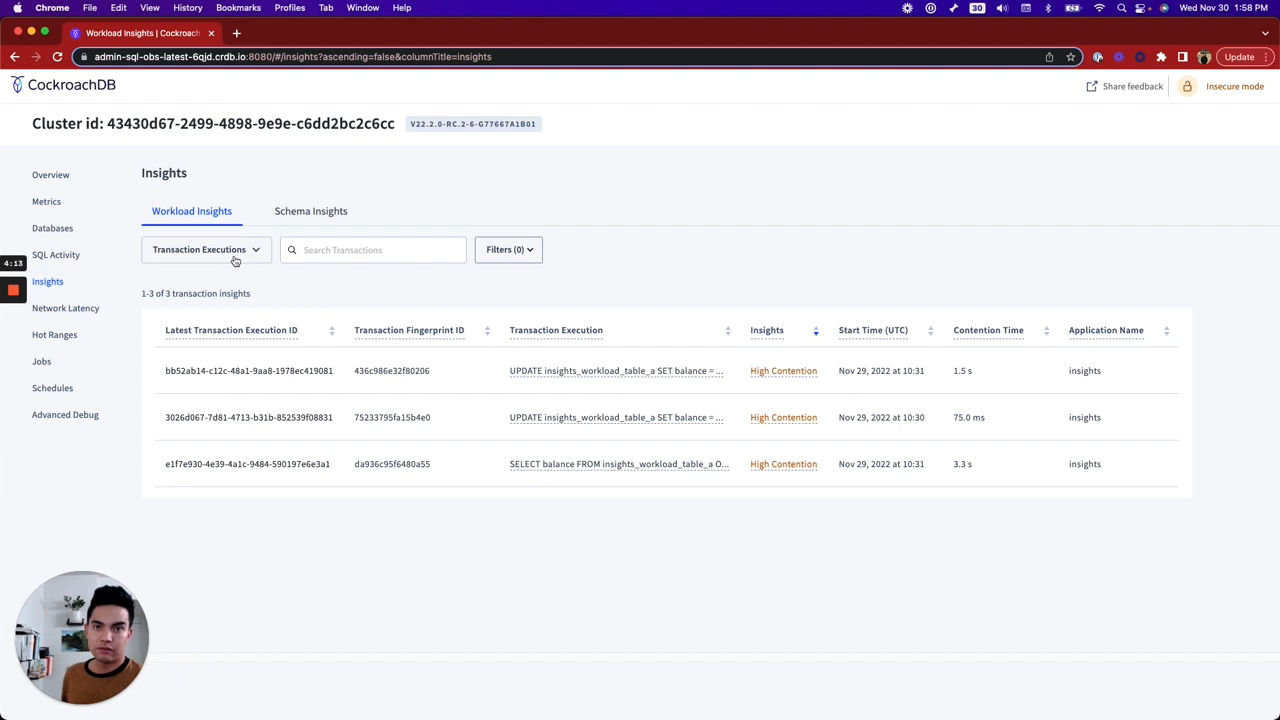 Chrome File Edit View History Bookmarks Profiles Tab Window Help 30 Wed Nov 30 1:58 PM
Workload Insights | Cockroach
admin-sql-obs-latest-6qjd.crdb.io:8080/#/insights?ascending=false&columnTitle=insights Update
CockroachDB Share feedback Insecure mode
Cluster id: 43430d67-2499-4898-9e9e-c6dd2bc2c6cc V22.2.0-RC.2-6-G77667A1B01
Overview
Metrics
Databases
SQL Activity
4:13
Insights
Network Latency
Hot Ranges
Jobs
Schedules
Advanced Debug
Insights
Workload Insights Schema Insights
Transaction Executions Search Transactions Filters (0)
1-3 of 3 transaction insights
Latest Transaction Execution ID Transaction Fingerprint ID Transaction Execution Insights Start Time (UTC) Contention Time Application Name
bb52ab14-c12c-48a1-9aa8-1978ec419081 436c986e32f80206 UPDATE insights_workload_table_a SET balance = ... High Contention Nov 29, 2022 at 10:31 1.5 s insights
3026d067-7d81-4713-b31b-852539f08831 75233795fa15b4e0 UPDATE insights_workload_table_a SET balance = ... High Contention Nov 29, 2022 at 10:30 75.0 ms insights
e1f7e930-4e39-4a1c-9484-590197e6e3a1 da936c95f6480a55 SELECT balance FROM insights_workload_table_a O... High Contention Nov 29, 2022 at 10:31 3.3 s insights